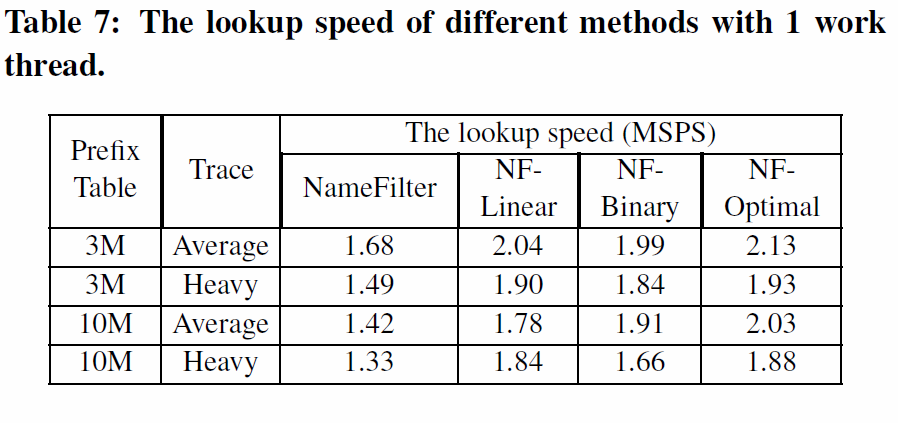 Table 7: The lookup speed of different methods with 1 work
thread.
Prefix Table Trace The lookup speed (MSPS)
NameFilter NF-Linear NF-Binary NF-Optimal
3M Average 1.68 2.04 1.99 2.13
3M Heavy 1.49 1.90 1.84 1.93
10M Average 1.42 1.78 1.91 2.03
10M Heavy 1.33 1.84 1.66 1.88